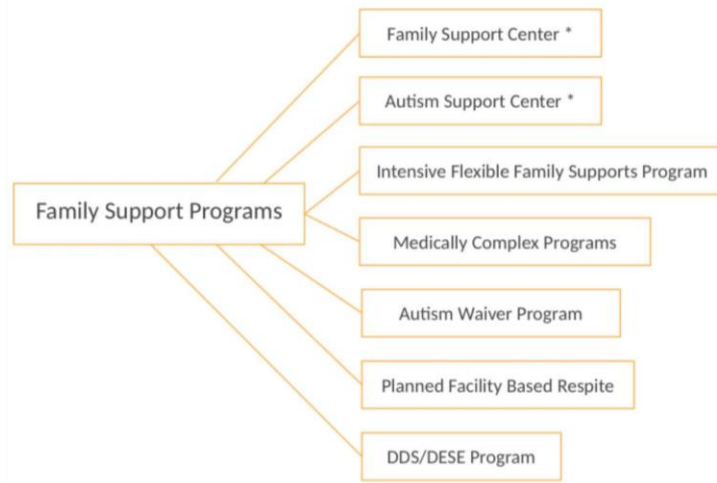 Family Support Center *
Autism Support Center *
Intensive Flexible Family Supports Program
Family Support Programs
Medically Complex Programs
Autism Waiver Program
Planned Facility Based Respite
DDS/DESE Program